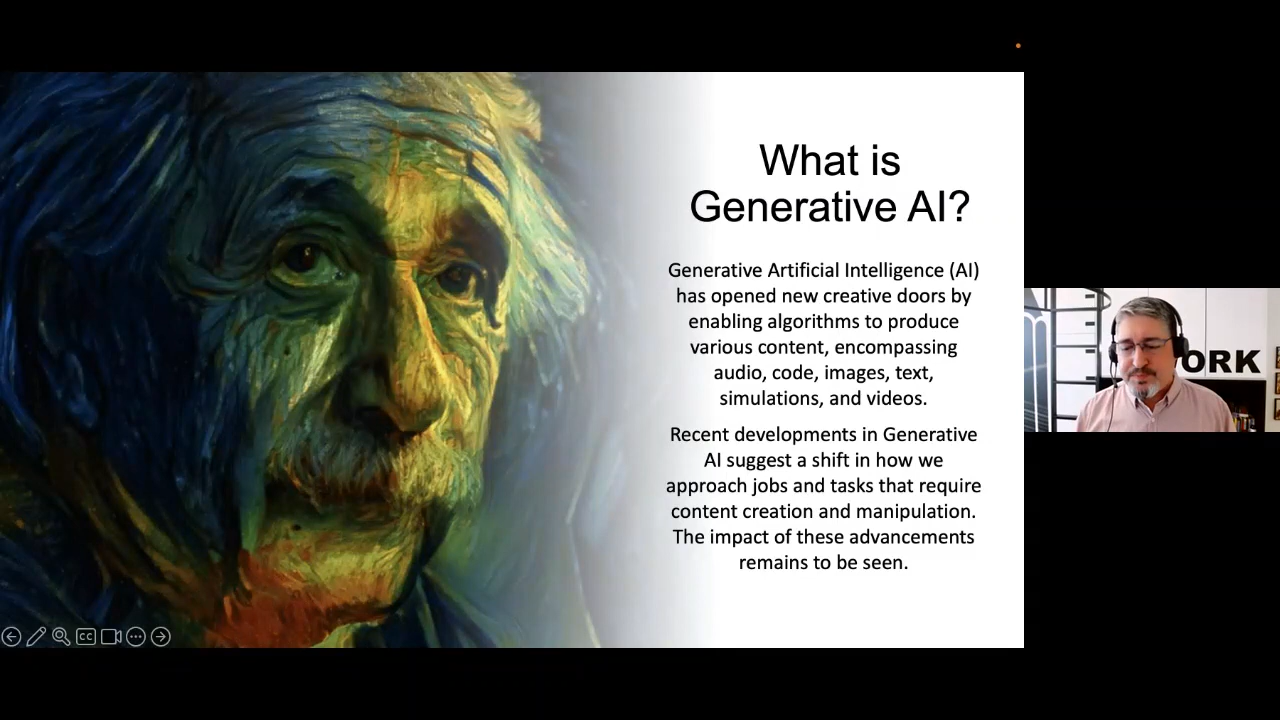 What is
Generative AI?
Generative Artificial Intelligence (AI)
has opened new creative doors by
enabling algorithms to produce
various content, encompassing
audio, code, images, text,
simulations, and videos.
Recent developments in Generative
AI suggest a shift in how we
approach jobs and tasks that require
content creation and manipulation.
The impact of these advancements
remains to be seen.
ORK
CC